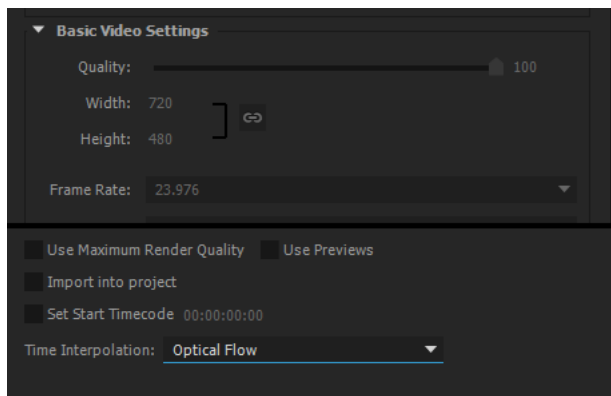 Basic Video Settings
Quality: 100
Width: 720
Height: 480
Frame Rate: 23.976
Use Maximum Render Quality Use Previews
Import into project
Set Start Timecode 00:00:00:00
Time Interpolation: Optical Flow